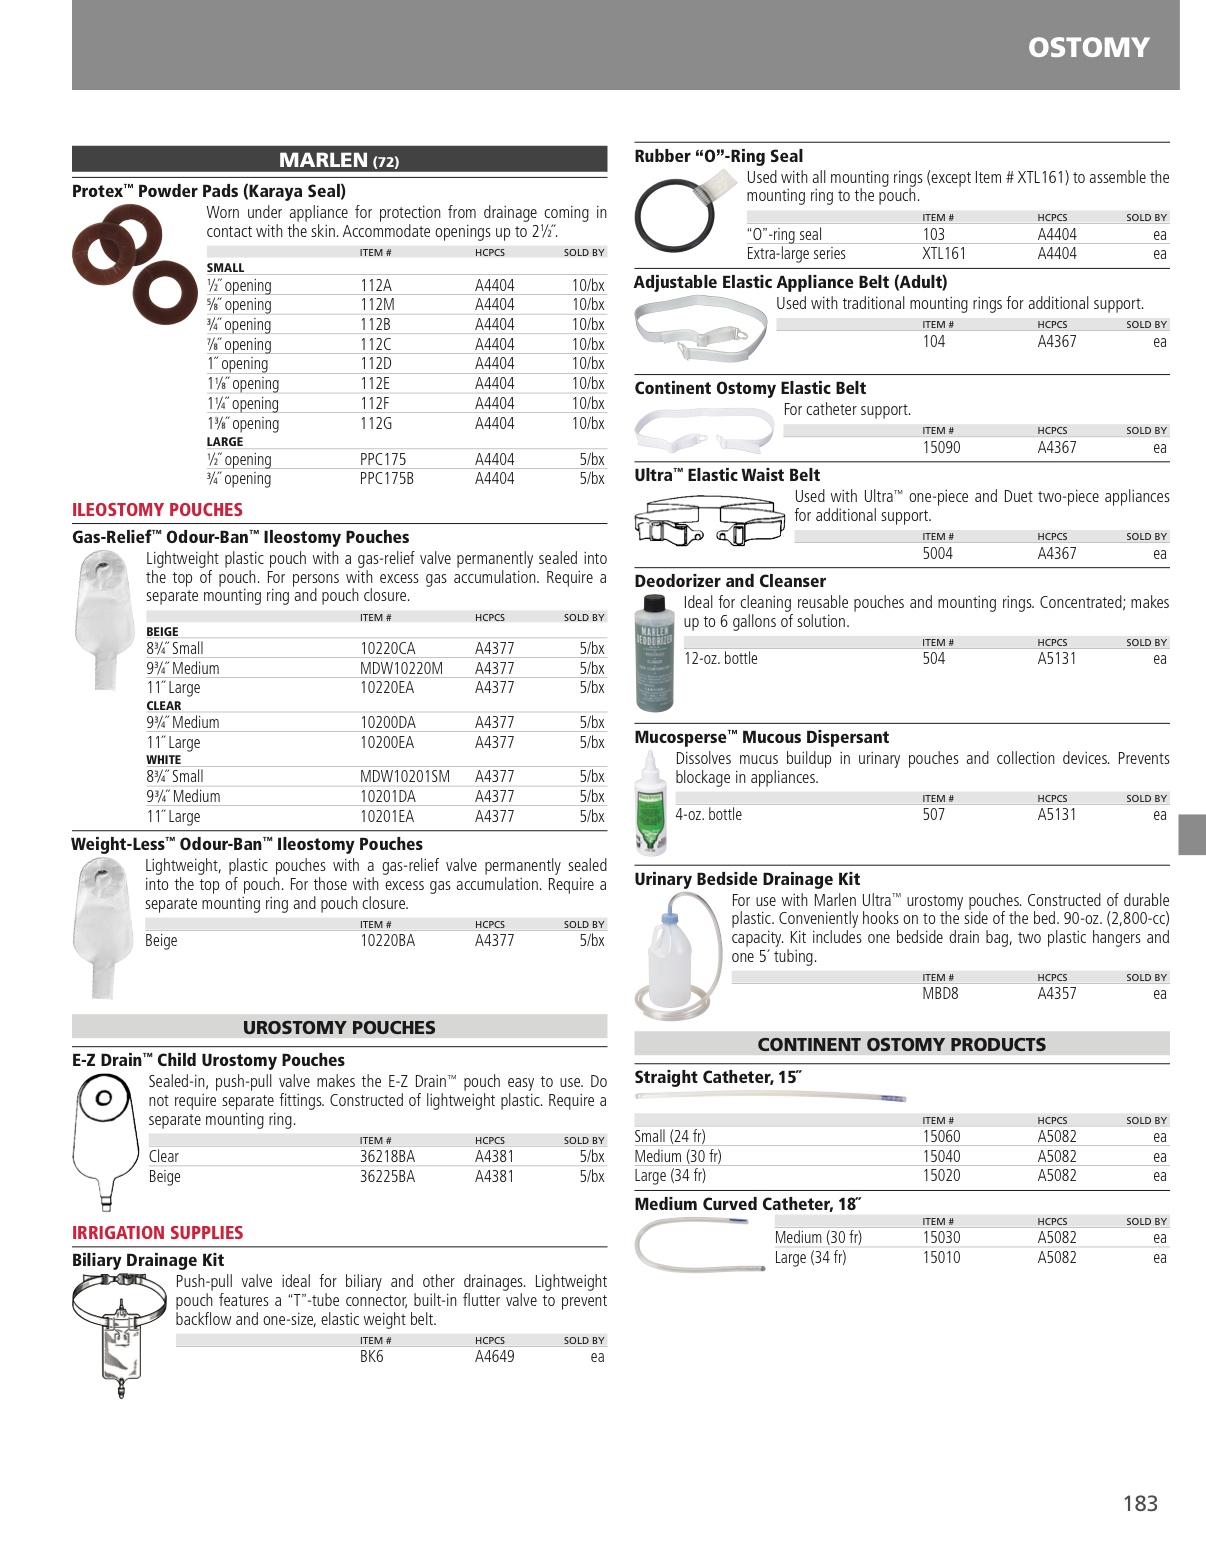 OSTOMY
MARLEN (72)
Protex™ Powder Pads (Karaya Seal)
Worn under appliance for protection from drainage coming in
contact with the skin. Accommodate openings up to 2½˝.
ITEM # HCPCS SOLD BY
SMALL
½˝ opening 112A A4404 10/bx
⅝˝ opening 112M A4404 10/bx
¾˝ opening 112B A4404 10/bx
⅞˝ opening 112C A4404 10/bx
1˝ opening 112D A4404 10/bx
1⅛˝ opening 112E A4404 10/bx
1¼˝ opening 112F A4404 10/bx
1⅜˝ opening 112G A4404 10/bx
LARGE
½˝ opening PPC175 A4404 5/bx
¾˝ opening PPC175B A4404 5/bx
ILEOSTOMY POUCHES
Gas-Relief™ Odour-Ban™ Ileostomy Pouches
Lightweight plastic pouch with a gas-relief valve permanently sealed into
the top of pouch. For persons with excess gas accumulation. Require a
separate mounting ring and pouch closure.
ITEM # HCPCS SOLD BY
BEIGE
8¾˝ Small 10220CA A4377 5/bx
9¾˝ Medium MDW10220M A4377 5/bx
11˝ Large 10220EA A4377 5/bx
CLEAR
9¾˝ Medium 10200DA A4377 5/bx
11˝ Large 10200EA A4377 5/bx
WHITE
8¾˝ Small MDW10201SM A4377 5/bx
9¾˝ Medium 10201DA A4377 5/bx
11˝ Large 10201EA A4377 5/bx
Weight-Less™ Odour-Ban™ Ileostomy Pouches
Lightweight, plastic pouches with a gas-relief valve permanently sealed
into the top of pouch. For those with excess gas accumulation. Require a
separate mounting ring and pouch closure.
ITEM # HCPCS SOLD BY
Beige 10220BA A4377 5/bx
UROSTOMY POUCHES
E-Z Drain™ Child Urostomy Pouches
Sealed-in, push-pull valve makes the E-Z Drain™ pouch easy to use. Do
not require separate fittings. Constructed of lightweight plastic. Require a
separate mounting ring.
ITEM # HCPCS SOLD BY
Clear 36218BA A4381 5/bx
Beige 36225BA A4381 5/bx
IRRIGATION SUPPLIES
Biliary Drainage Kit
Push-pull valve ideal for biliary and other drainages. Lightweight
pouch features a “T”-tube connector, built-in flutter valve to prevent
backflow and one-size, elastic weight belt.
ITEM # HCPCS SOLD BY
BK6 A4649 ea
Rubber “O”-Ring Seal
Used with all mounting rings (except Item # XTL161) to assemble the
mounting ring to the pouch.
ITEM # HCPCS SOLD BY
“O”-ring seal 103 A4404 ea
Extra-large series XTL161 A4404 ea
Adjustable Elastic Appliance Belt (Adult)
Used with traditional mounting rings for additional support.
ITEM # HCPCS SOLD BY
104 A4367 ea
Continent Ostomy Elastic Belt
For catheter support.
ITEM # HCPCS SOLD BY
15090 A4367 ea
Ultra™ Elastic Waist Belt
Used with Ultra™ one-piece and Duet two-piece appliances
for additional support.
ITEM # HCPCS SOLD BY
5004 A4367 ea
Deodorizer and Cleanser
Ideal for cleaning reusable pouches and mounting rings. Concentrated; makes
up to 6 gallons of solution.
MARLEN
DEODORIZER
ITEM # HCPCS SOLD BY
12-oz. bottle 504 A5131 ea
Mucosperse™ Mucous Dispersant
Dissolves mucus buildup in urinary pouches and collection devices. Prevents
blockage in appliances.
ITEM # HCPCS SOLD BY
4-oz. bottle 507 A5131 ea
Urinary Bedside Drainage Kit
For use with Marlen Ultra™ urostomy pouches. Constructed of durable
plastic. Conveniently hooks on to the side of the bed. 90-oz. (2,800-cc)
capacity. Kit includes one bedside drain bag, two plastic hangers and
one 5´ tubing.
ITEM # HCPCS SOLD BY
MBD8 A4357 ea
CONTINENT OSTOMY PRODUCTS
Straight Catheter, 15˝
ITEM # HCPCS SOLD BY
Small (24 fr) 15060 A5082 ea
Medium (30 fr) 15040 A5082 ea
Large (34 fr) 15020 A5082 ea
Medium Curved Catheter, 18˝
ITEM # HCPCS SOLD BY
Medium (30 fr) 15030 A5082 ea
Large (34 fr) 15010 A5082 ea
183